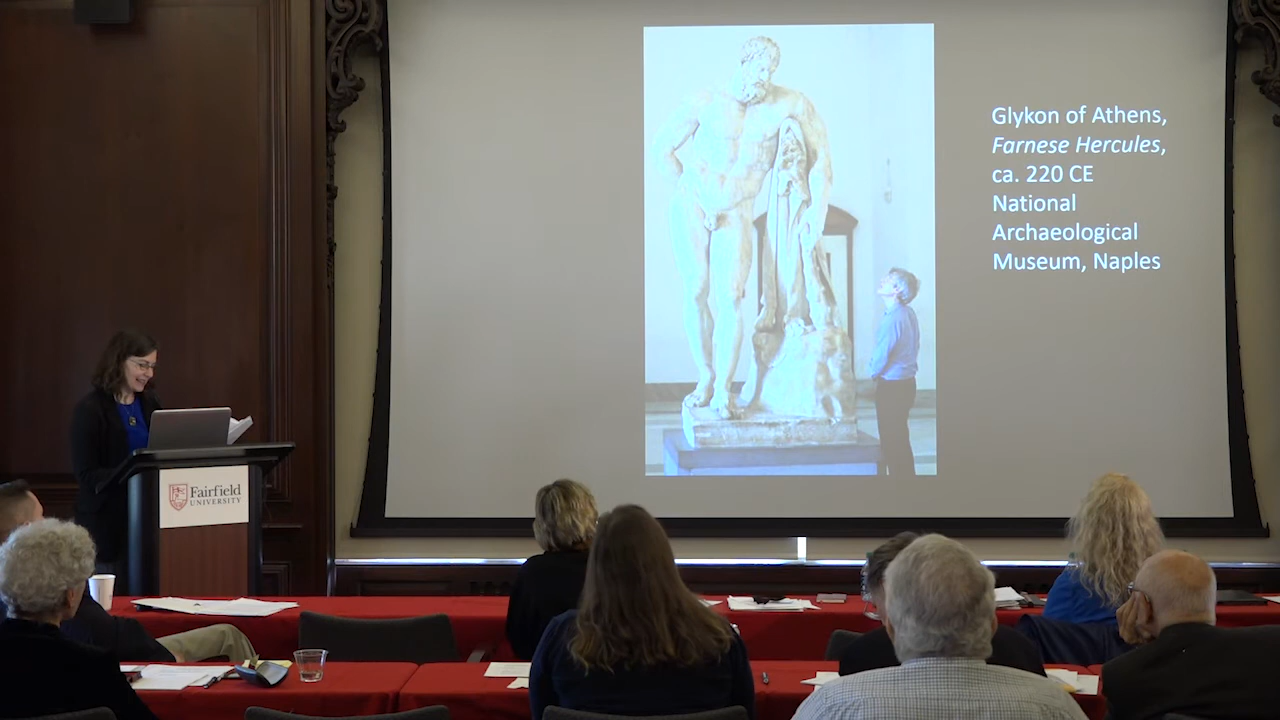 Glykon of Athens,
Farnese Hercules,
ca. 220 CE
National
Archaeological
Museum, Naples
Fairfield
UNIVERSITY